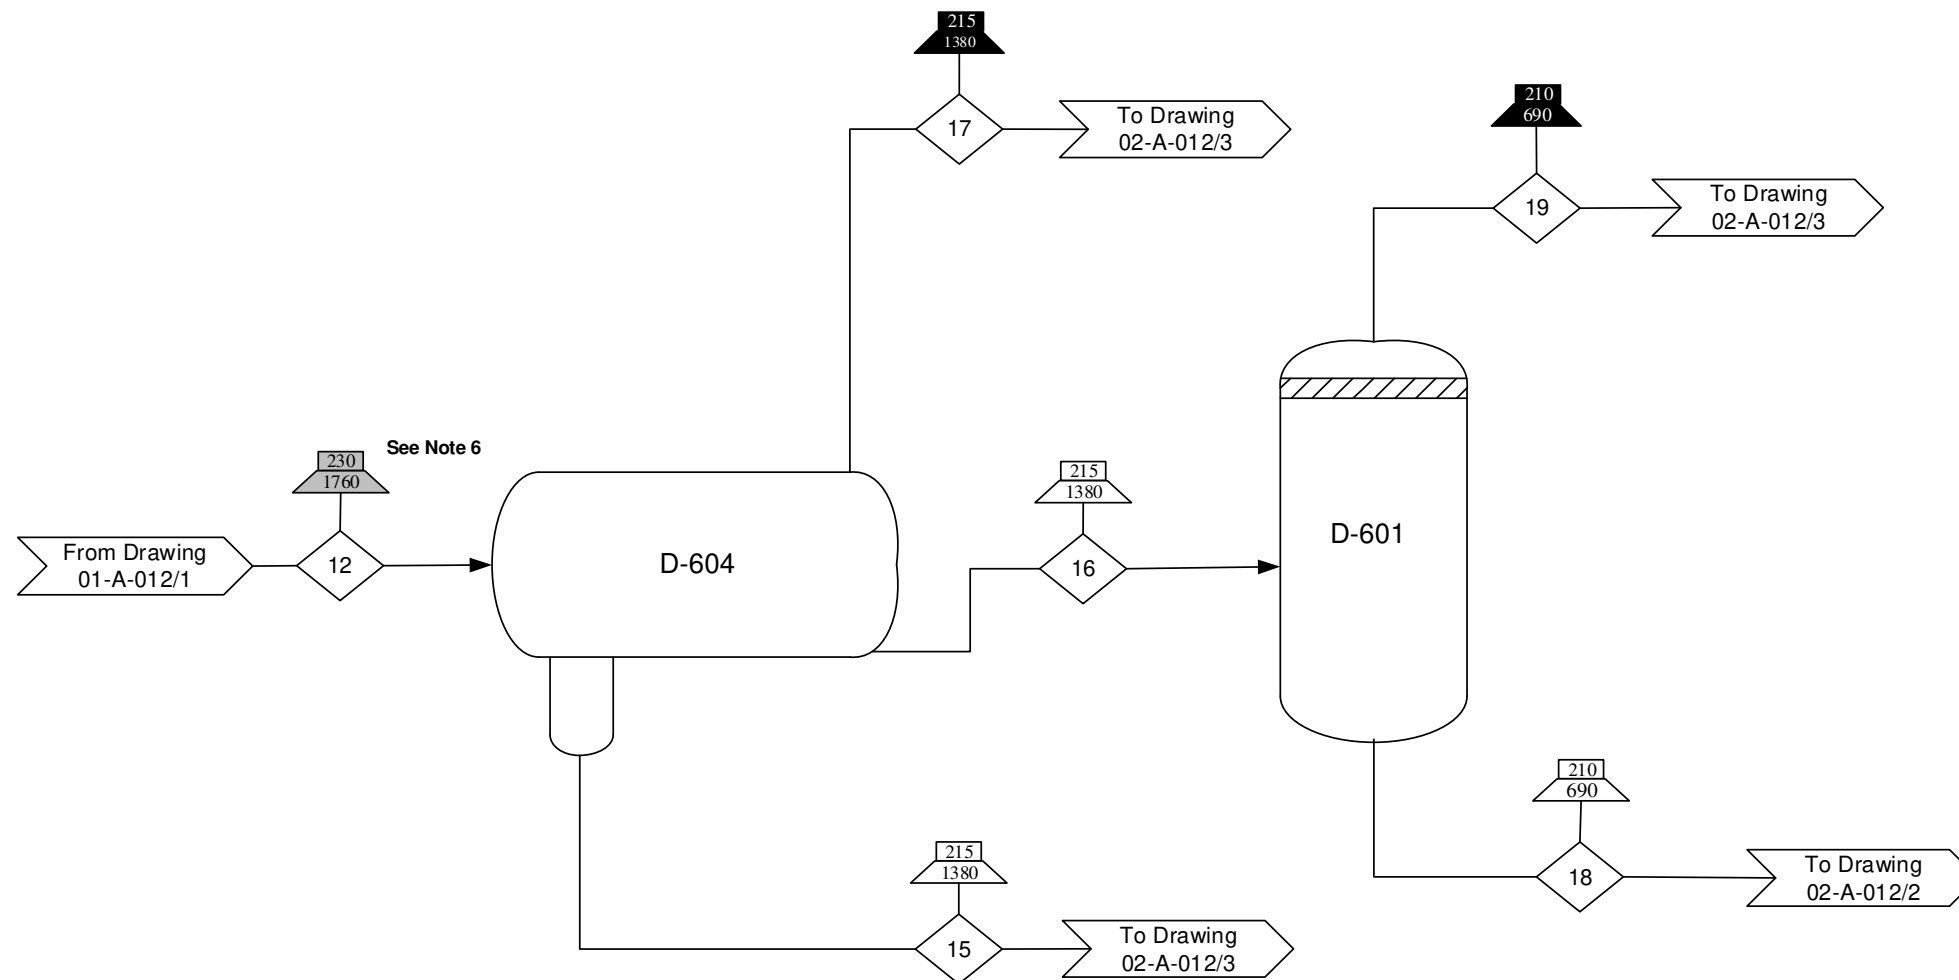 215
1380
17
To Drawing
02-A-012/3
210
690
19
To Drawing
02-A-012/3
See Note 6
230
1760
From Drawing
01-A-012/1
12
D-604
215
1380
16
D-601
210
690
18
To Drawing
02-A-012/2
215
1380
15
To Drawing
02-A-012/3